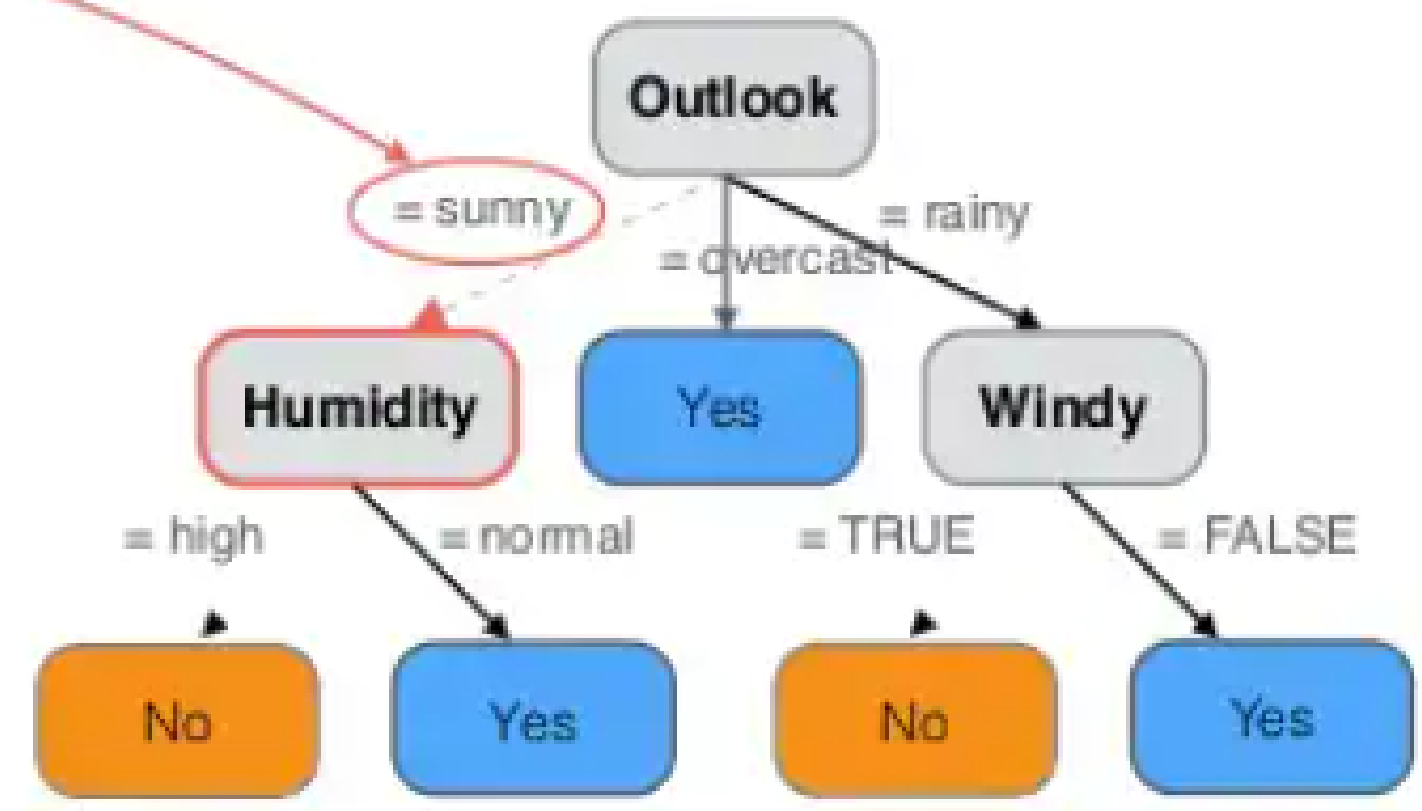 Outlook
= sunny
= rainy
= overcast
Humidity
Yes
Windy
= high
= normal
= TRUE
= FALSE
No
Yes
No
Yes